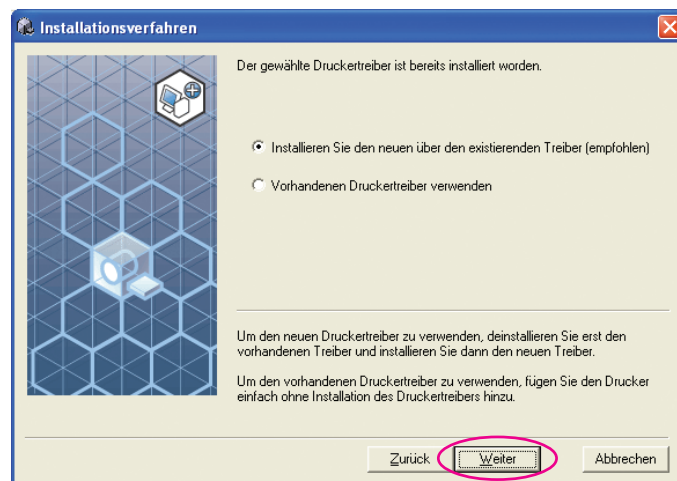 Installationsverfahren
Der gewählte Druckertreiber ist bereits installiert worden.
Installieren Sie den neuen über den existierenden Treiber (empfohlen)
Vorhandenen Druckertreiber verwenden
Um den neuen Druckertreiber zu verwenden, deinstallieren Sie erst den
vorhandenen Treiber und installieren Sie dann den neuen Treiber.
Um den vorhandenen Druckertreiber zu verwenden, fügen Sie den Drucker
einfach ohne Installation des Druckertreibers hinzu.
Zurück Weiter Abbrechen